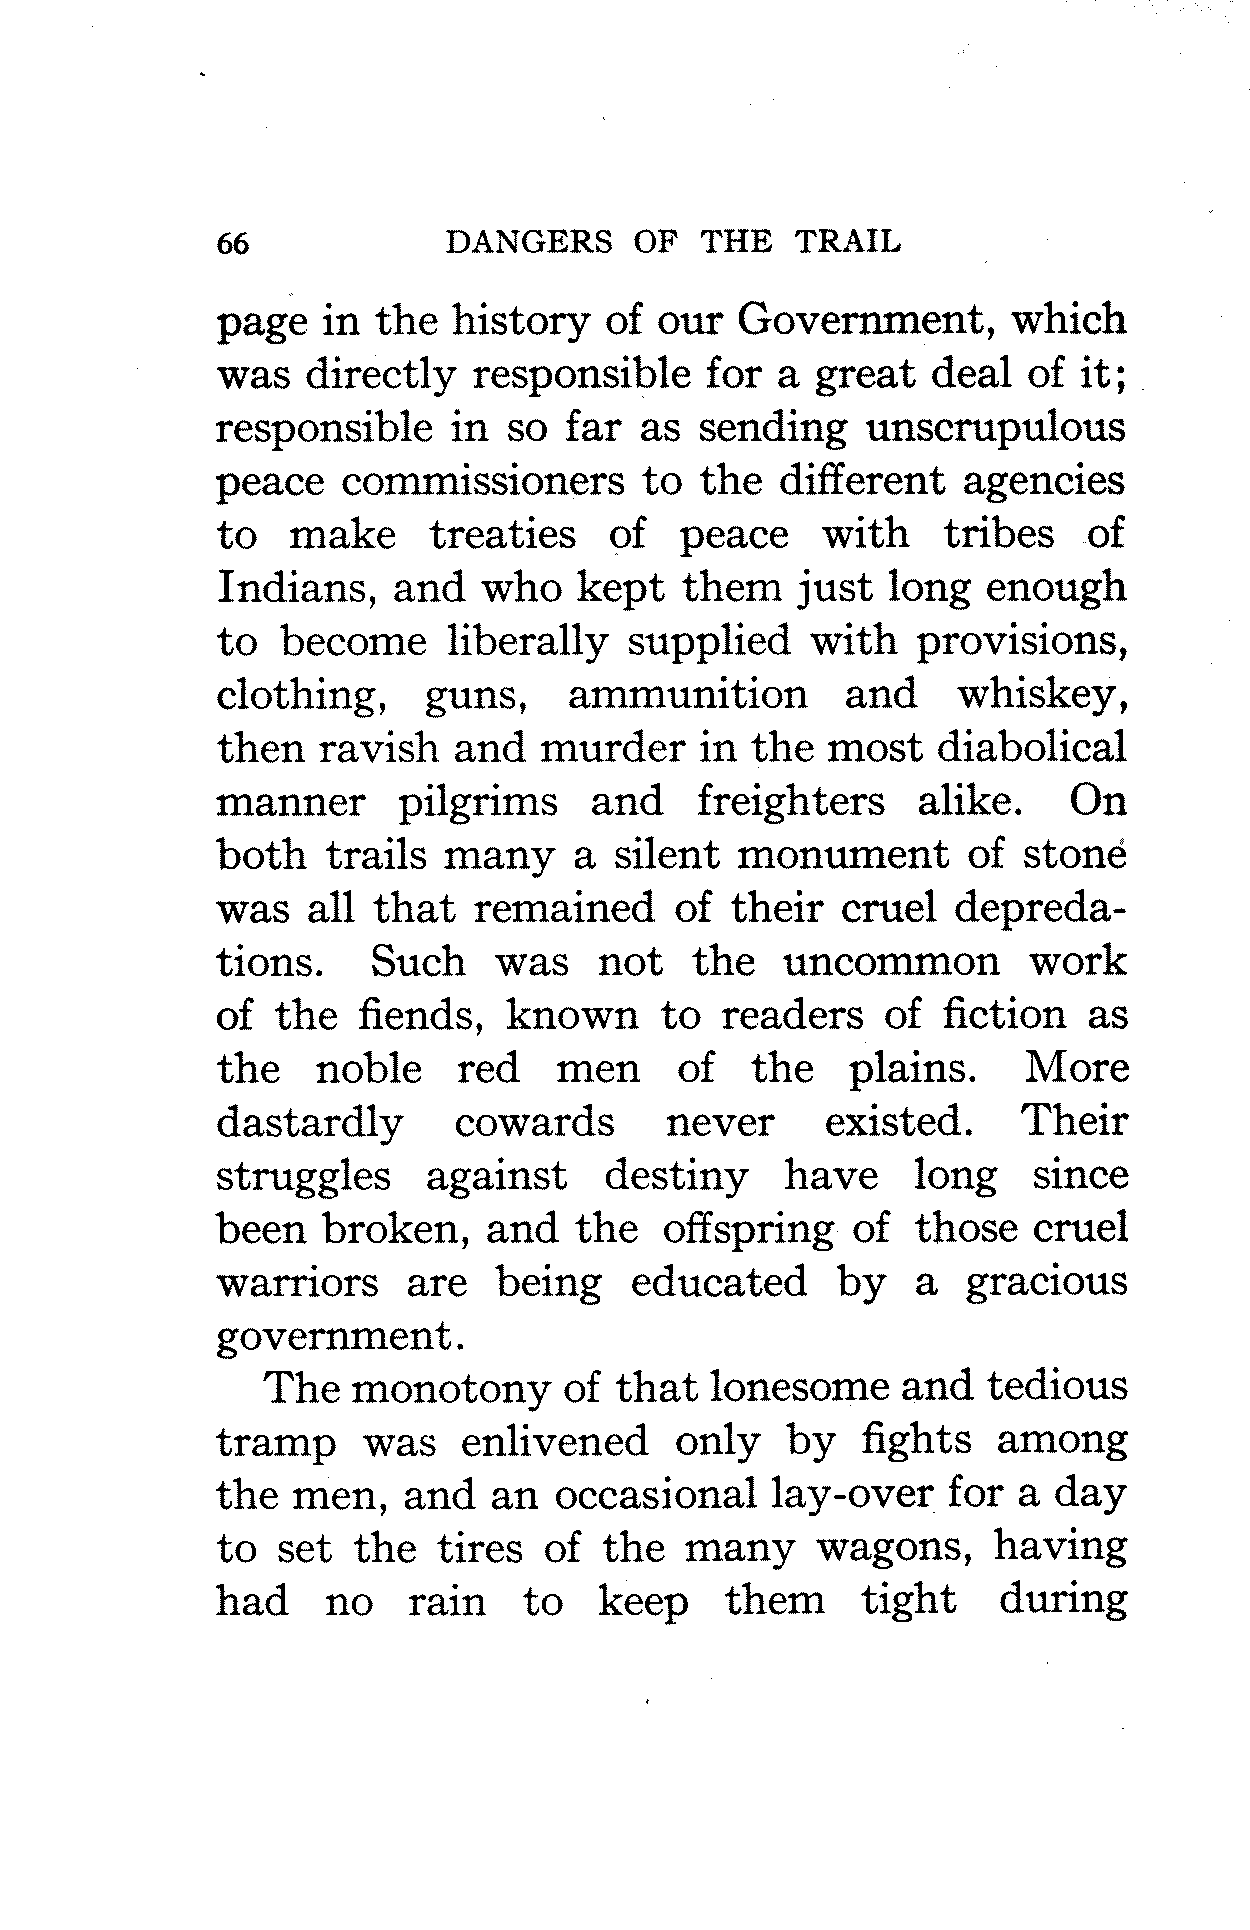 66 DANGERS OF THE TRAIL
page in the history of our Government, which
was directly responsible for a great deal of it;
responsible in so far as sending unscrupulous
peace commissioners to the different agencies
to make treaties of peace with tribes of
Indians, and who kept them just long enough
to become liberally supplied with provisions,
clothing, guns, ammunition and whiskey,
then ravish and murder in the most diabolical
manner pilgrims and freighters alike. On
both trails many a silent monument of stone
was all that remained of their cruel depreda-
tions. Such was not the uncommon work
of the fiends, known to readers of fiction as
the noble red men of the plains. More
dastardly cowards never existed. Their
struggles against destiny have long since
been broken, and the offspring of those cruel
warriors are being educated by a gracious
government.
The monotony of that lonesome and tedious
tramp was enlivened only by fights among
the men, and an occasional lay-over for a day
to set the tires of the many wagons, having
had no rain to keep them tight during